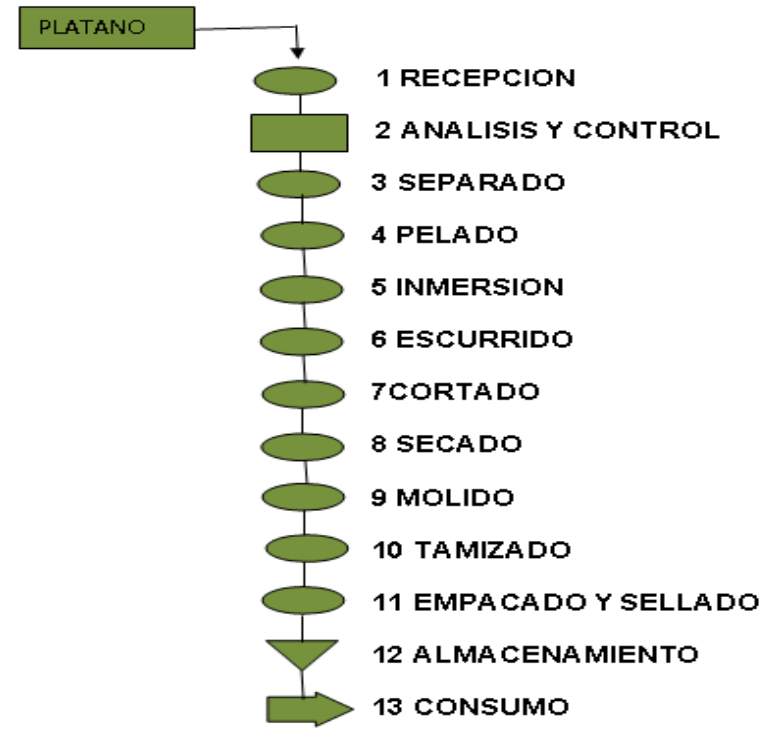 PLATANO
1 RECEPCION
2 ANALISIS Y CONTROL
3 SEPARADO
4 PELADO
5 INMERSION
6 ESCURRIDO
7CORTADO
8 SECADO
9 MOLIDO
10 TAMIZADO
11 EMPACADO Y SELLADO
12 ALMACENAMIENTO
13 CONSUMO